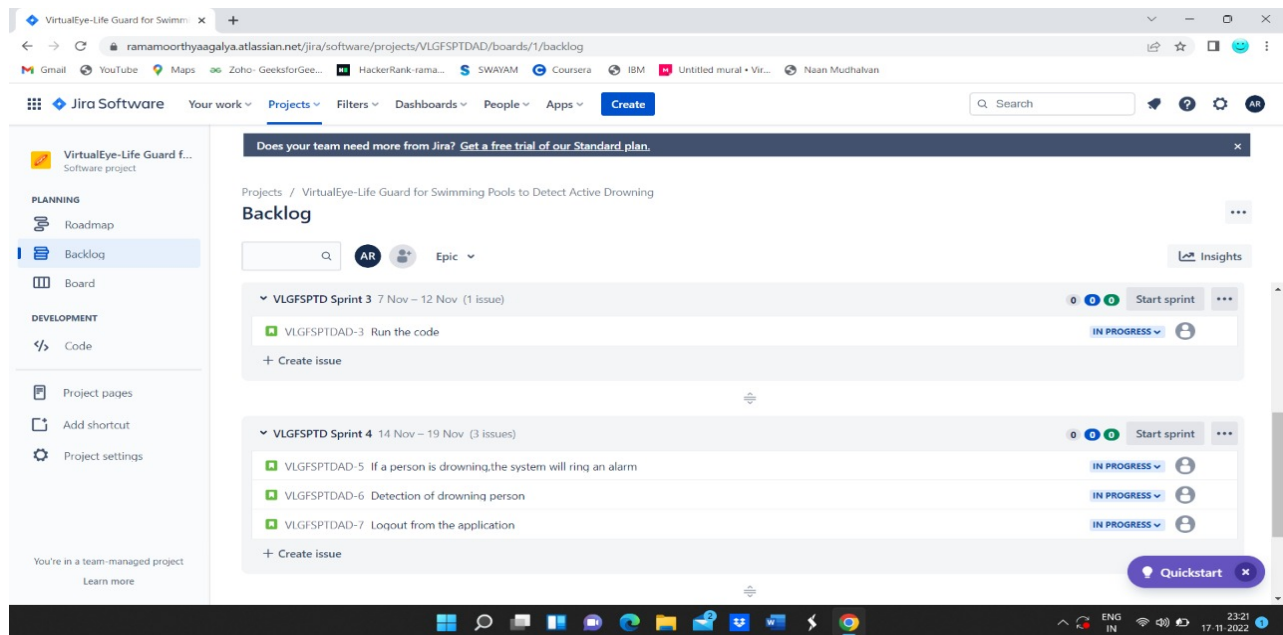 VirtualEye-Life Guard for Swimm
ramamoorthyaagalya.atlassian.net/jira/software/projects/VLGFSPTDAD/boards/1/backlog
Gmail YouTube Maps Zoho- GeeksforGee... HackerRank-rama... SWAYAM Coursera IBM Untitled mural • Vir... Naan Mudhalvan
Jira Software Your work Projects Filters Dashboards People Apps Create Search AR
Does your team need more from Jira? Get a free trial of our Standard plan.
VirtualEye-Life Guard f...
Software project
PLANNING
Roadmap
Backlog
Board
DEVELOPMENT
Code
Project pages
Add shortcut
Project settings
You're in a team-managed project
Learn more
Projects / VirtualEye-Life Guard for Swimming Pools to Detect Active Drowning
Backlog
AR Epic Insights
VLGFSPTD Sprint 3 7 Nov – 12 Nov (1 issue) 0 0 0 Start sprint
VLGFSPTDAD-3 Run the code IN PROGRESS
+ Create issue
VLGFSPTD Sprint 4 14 Nov – 19 Nov (3 issues) 0 0 0 Start sprint
VLGFSPTDAD-5 If a person is drowning,the system will ring an alarm IN PROGRESS
VLGFSPTDAD-6 Detection of drowning person IN PROGRESS
VLGFSPTDAD-7 Logout from the application IN PROGRESS
+ Create issue
Quickstart
ENG
IN
23:21
17-11-2022